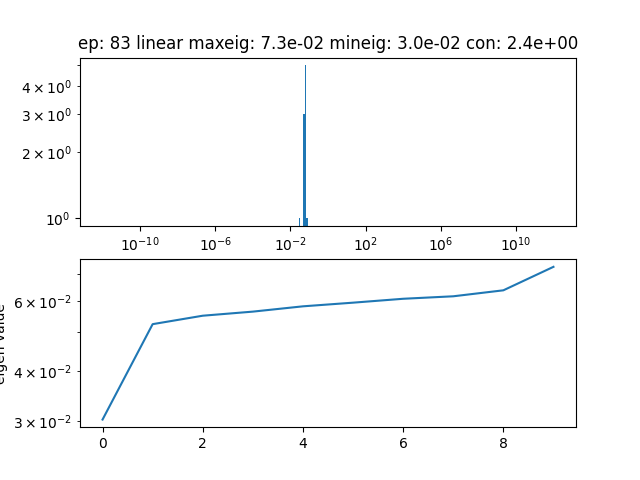 ep: 83 linear maxeig: 7.3e-02 mineig: 3.0e-02 con: 2.4e+00
4 × 10⁰
3 × 10⁰
2 × 10⁰
10⁰
10⁻¹⁰ 10⁻⁶ 10⁻² 10² 10⁶ 10¹⁰
6 × 10⁻²
4 × 10⁻²
3 × 10⁻²
eigen value
0 2 4 6 8